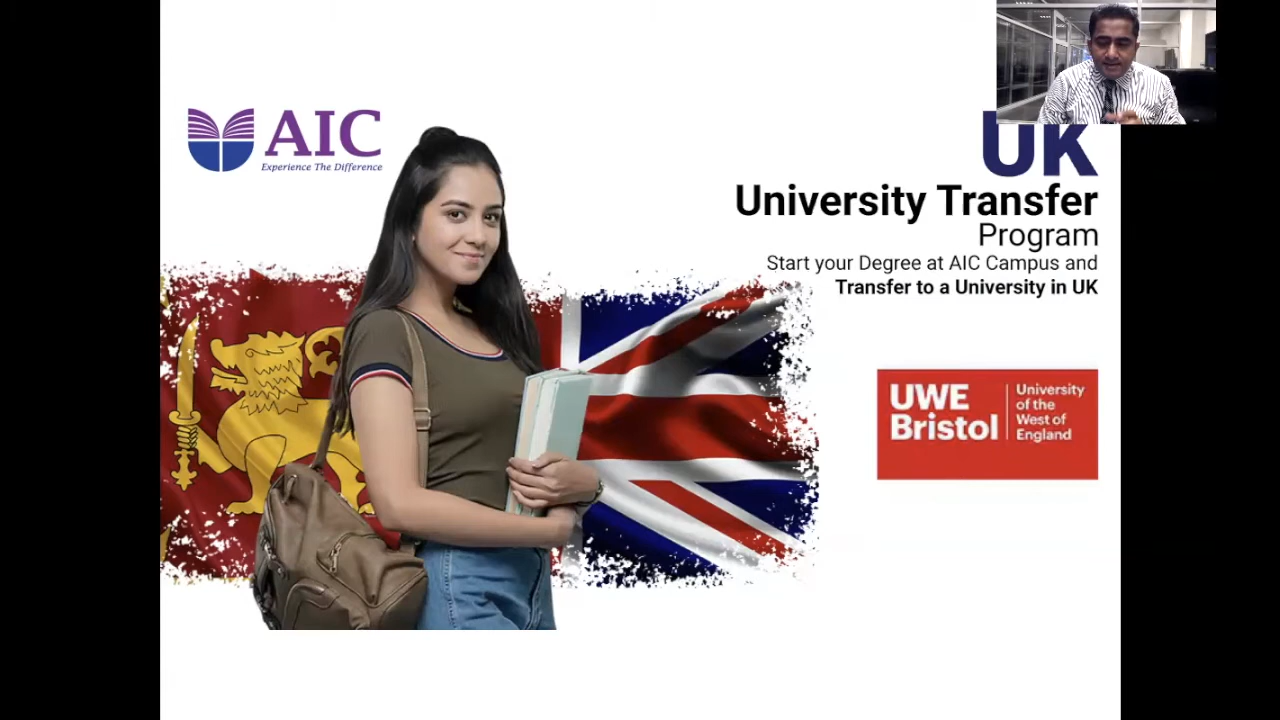 AIC
Experience The Difference
UK
University Transfer
Program
Start your Degree at AIC Campus and
Transfer to a University in UK
UWE
Bristol
University
of the
West of
England